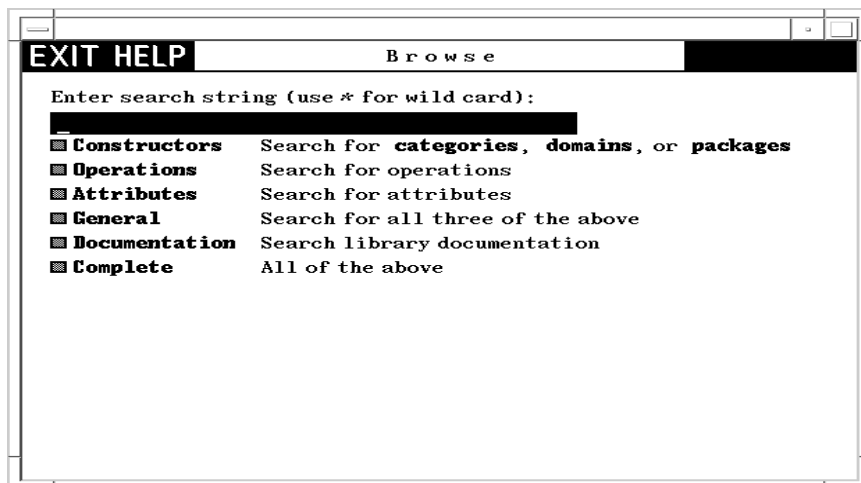 EXIT HELP Browse
Enter search string (use * for wild card):
Constructors Search for categories, domains, or packages
Operations Search for operations
Attributes Search for attributes
General Search for all three of the above
Documentation Search library documentation
Complete All of the above